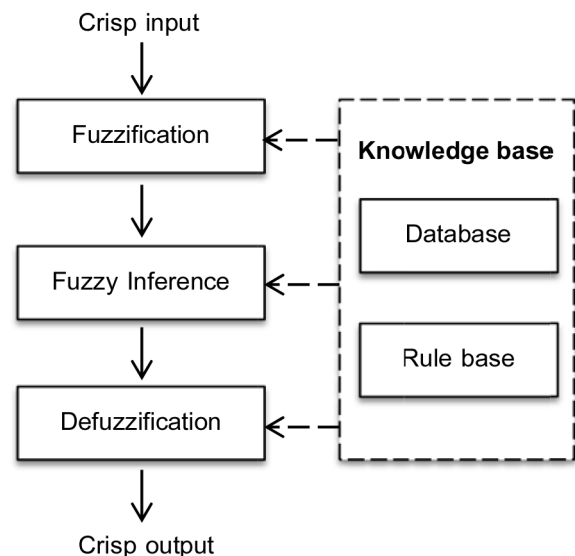 Crisp input
Fuzzification
Knowledge base
Database
Fuzzy Inference
Rule base
Defuzzification
Crisp output